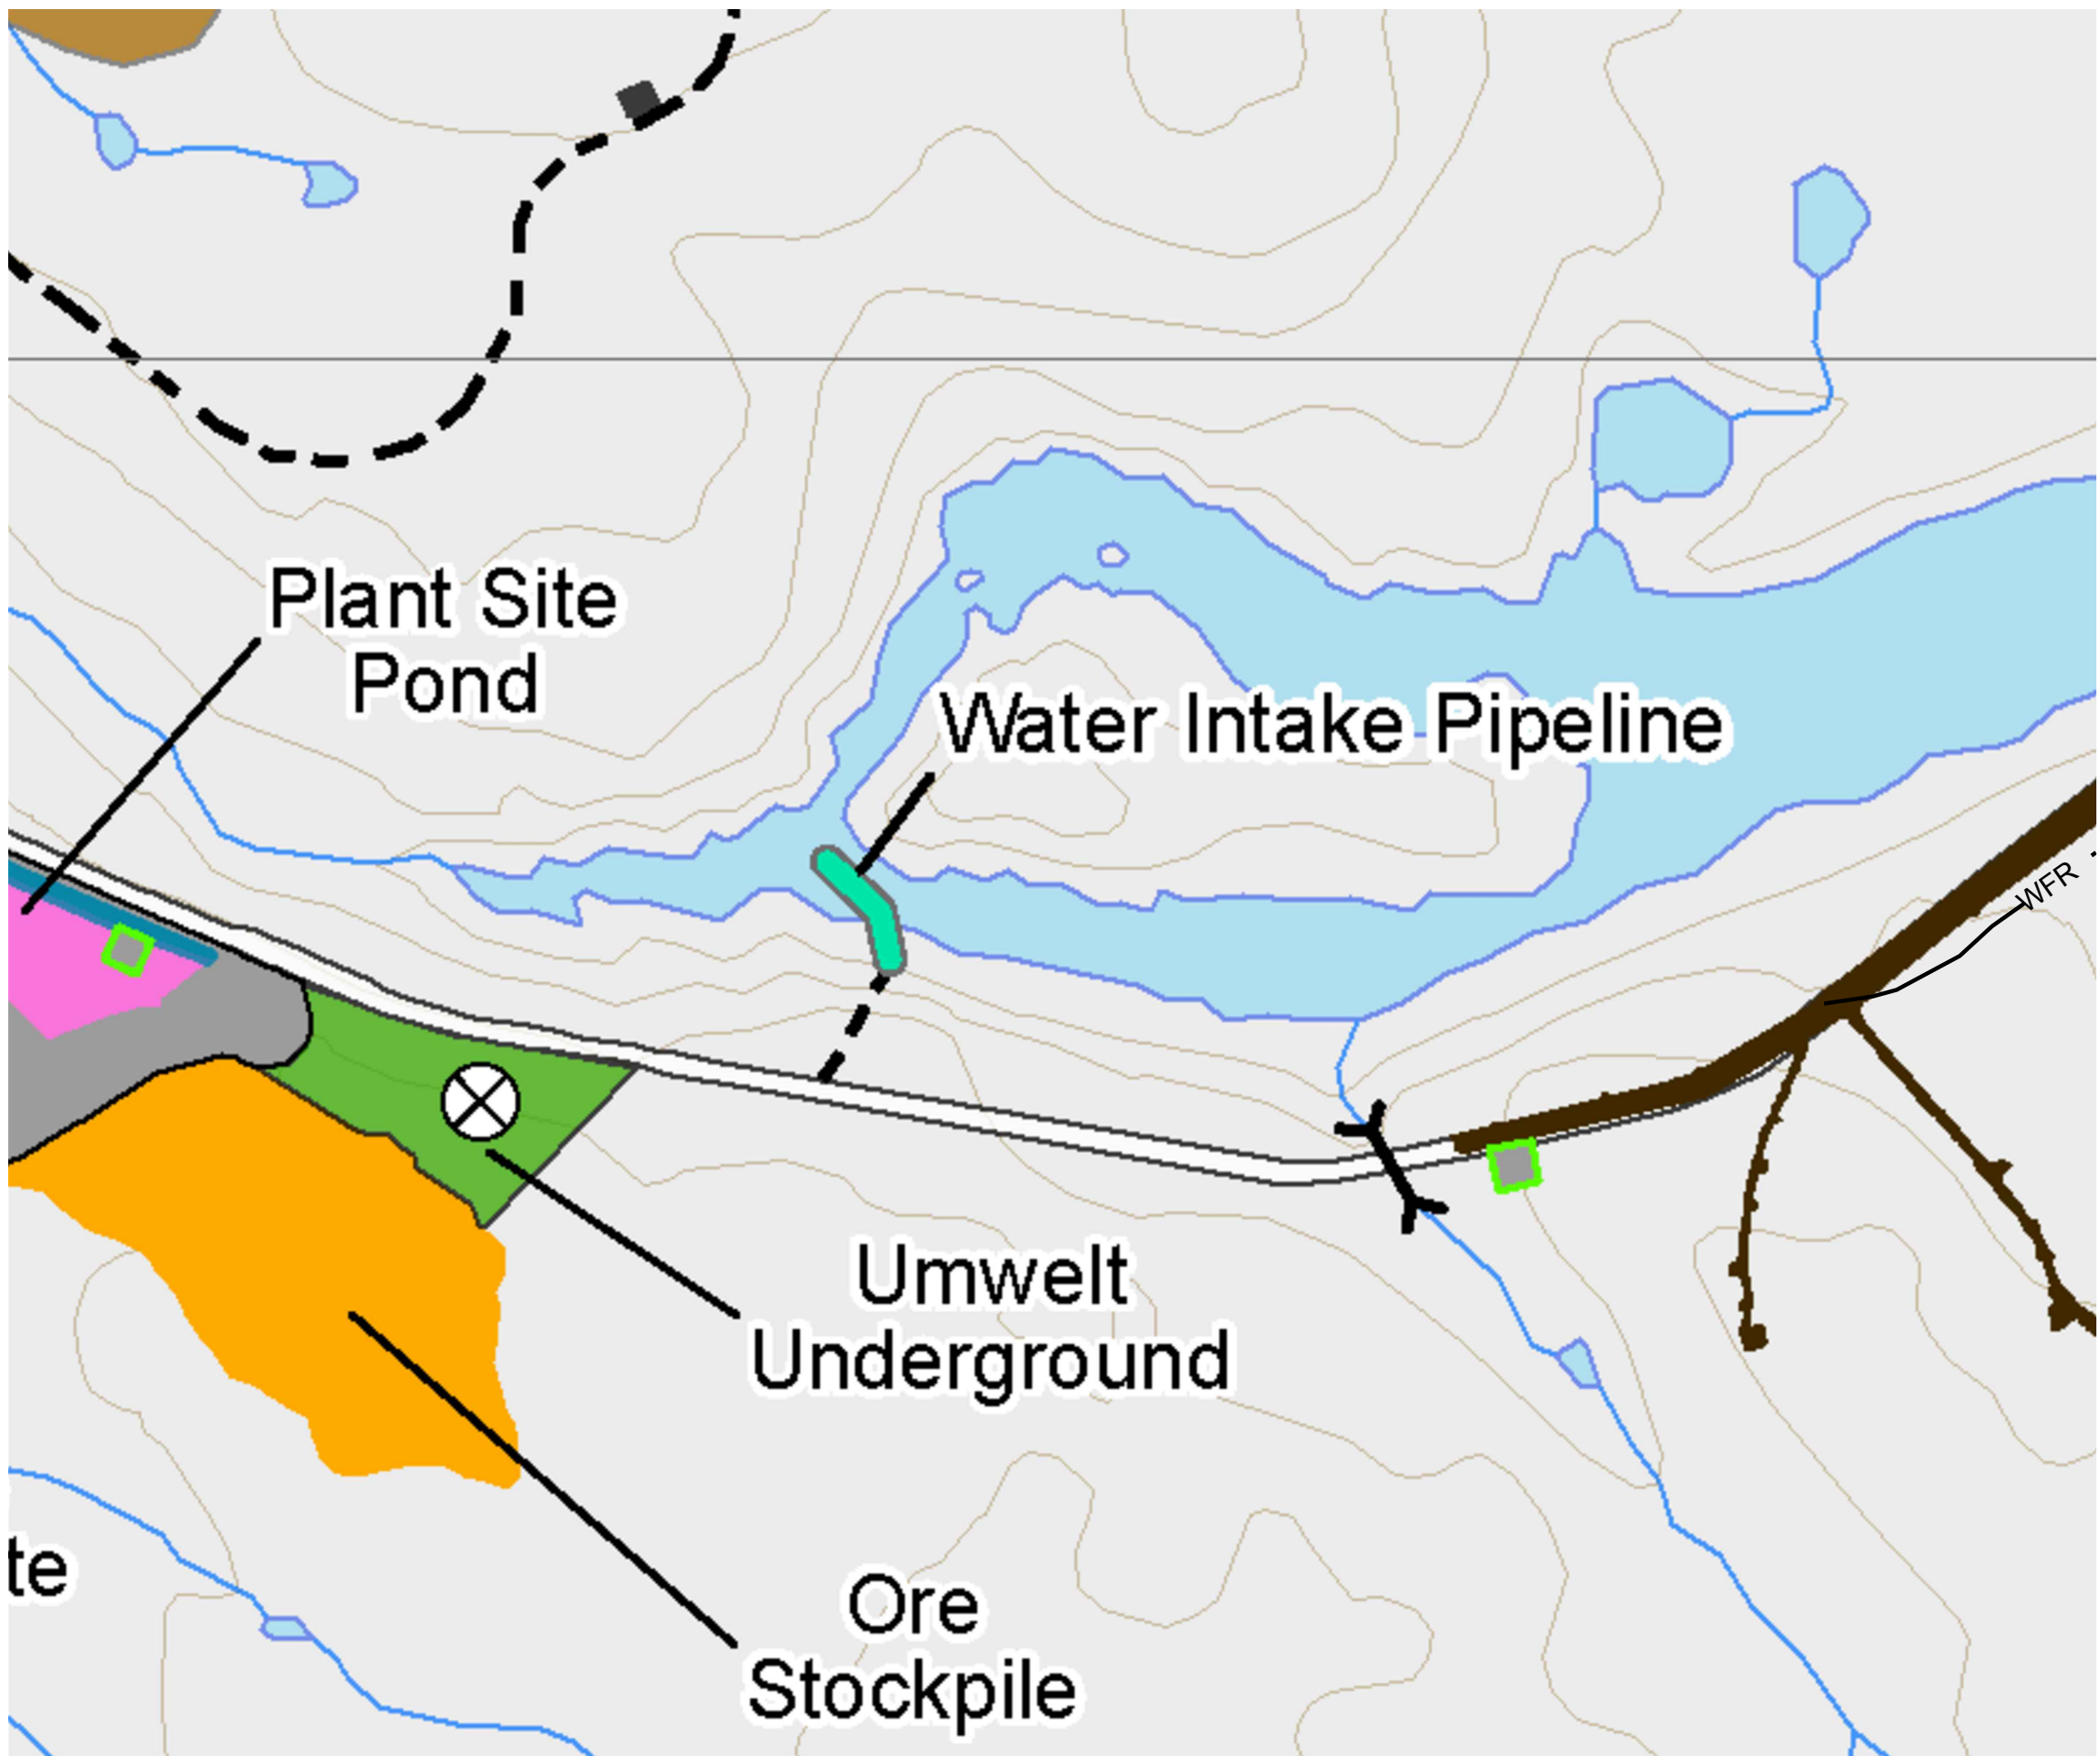 Plant Site
Pond
Water Intake Pipeline
WFR
Umwelt
Underground
te
Ore
Stockpile